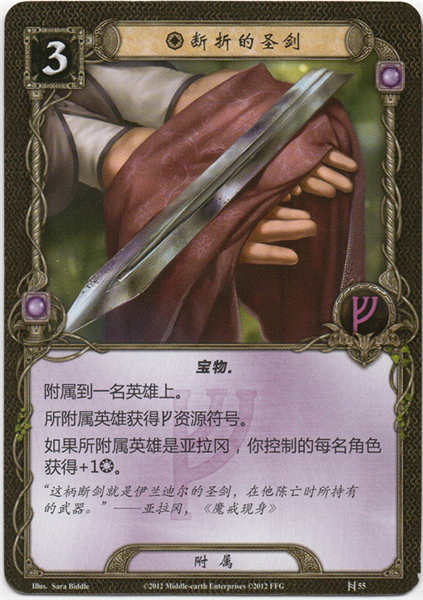 3
断折的圣剑
宝物.
附属到一名英雄上。
所附属英雄获得资源符号。
如果所附属英雄是亚拉冈，你控制的每名角色
获得+1。
“这柄断剑就是伊兰迪尔的圣剑，在他陈亡时所持有
的武器。”——亚拉冈，《魔戒现身》
附属
Illus. Sara Biddle
©2012 Middle-earth Enterprises ©2012 FFG
55